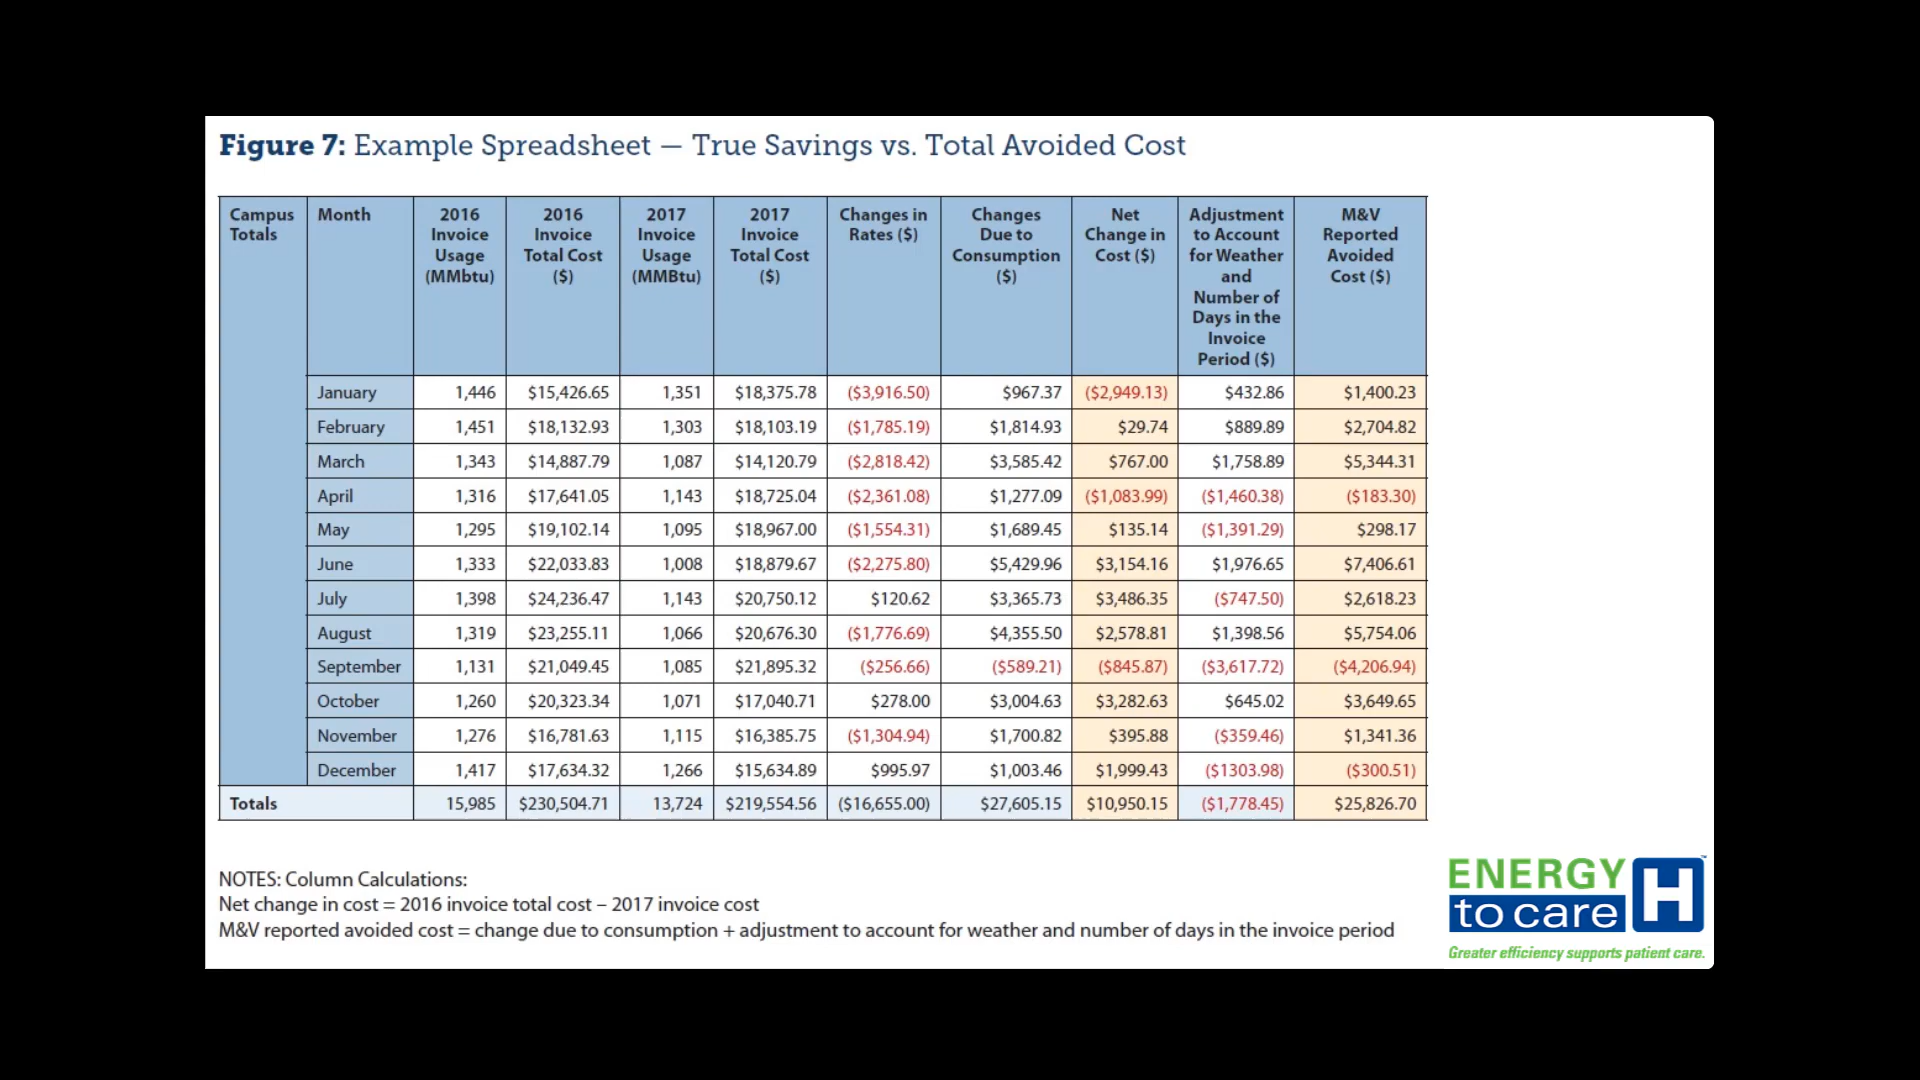 Figure 7: Example Spreadsheet — True Savings vs. Total Avoided Cost
Campus Totals Month 2016 Invoice Usage (MMbtu) 2016 Invoice Total Cost ($) 2017 Invoice Usage (MMBtu) 2017 Invoice Total Cost ($) Changes in Rates ($) Changes Due to Consumption ($) Net Change in Cost ($) Adjustment to Account for Weather and Number of Days in the Invoice Period ($) M&V Reported Avoided Cost ($)
January 1,446 $15,426.65 1,351 $18,375.78 ($3,916.50) $967.37 ($2,949.13) $432.86 $1,400.23
February 1,451 $18,132.93 1,303 $18,103.19 ($1,785.19) $1,814.93 $29.74 $889.89 $2,704.82
March 1,343 $14,887.79 1,087 $14,120.79 ($2,818.42) $3,585.42 $767.00 $1,758.89 $5,344.31
April 1,316 $17,641.05 1,143 $18,725.04 ($2,361.08) $1,277.09 ($1,083.99) ($1,460.38) ($183.30)
May 1,295 $19,102.14 1,095 $18,967.00 ($1,554.31) $1,689.45 $135.14 ($1,391.29) $298.17
June 1,333 $22,033.83 1,008 $18,879.67 ($2,275.80) $5,429.96 $3,154.16 $1,976.65 $7,406.61
July 1,398 $24,236.47 1,143 $20,750.12 $120.62 $3,365.73 $3,486.35 ($747.50) $2,618.23
August 1,319 $23,255.11 1,066 $20,676.30 ($1,776.69) $4,355.50 $2,578.81 $1,398.56 $5,754.06
September 1,131 $21,049.45 1,085 $21,895.32 ($256.66) ($589.21) ($845.87) ($3,617.72) ($4,206.94)
October 1,260 $20,323.34 1,071 $17,040.71 $278.00 $3,004.63 $3,282.63 $645.02 $3,649.65
November 1,276 $16,781.63 1,115 $16,385.75 ($1,304.94) $1,700.82 $395.88 ($359.46) $1,341.36
December 1,417 $17,634.32 1,266 $15,634.89 $995.97 $1,003.46 $1,999.43 ($1303.98) ($300.51)
Totals 15,985 $230,504.71 13,724 $219,554.56 ($16,655.00) $27,605.15 $10,950.15 ($1,778.45) $25,826.70
NOTES: Column Calculations:
Net change in cost = 2016 invoice total cost – 2017 invoice cost
M&V reported avoided cost = change due to consumption + adjustment to account for weather and number of days in the invoice period
ENERGY
to care H ™
Greater efficiency supports patient care.